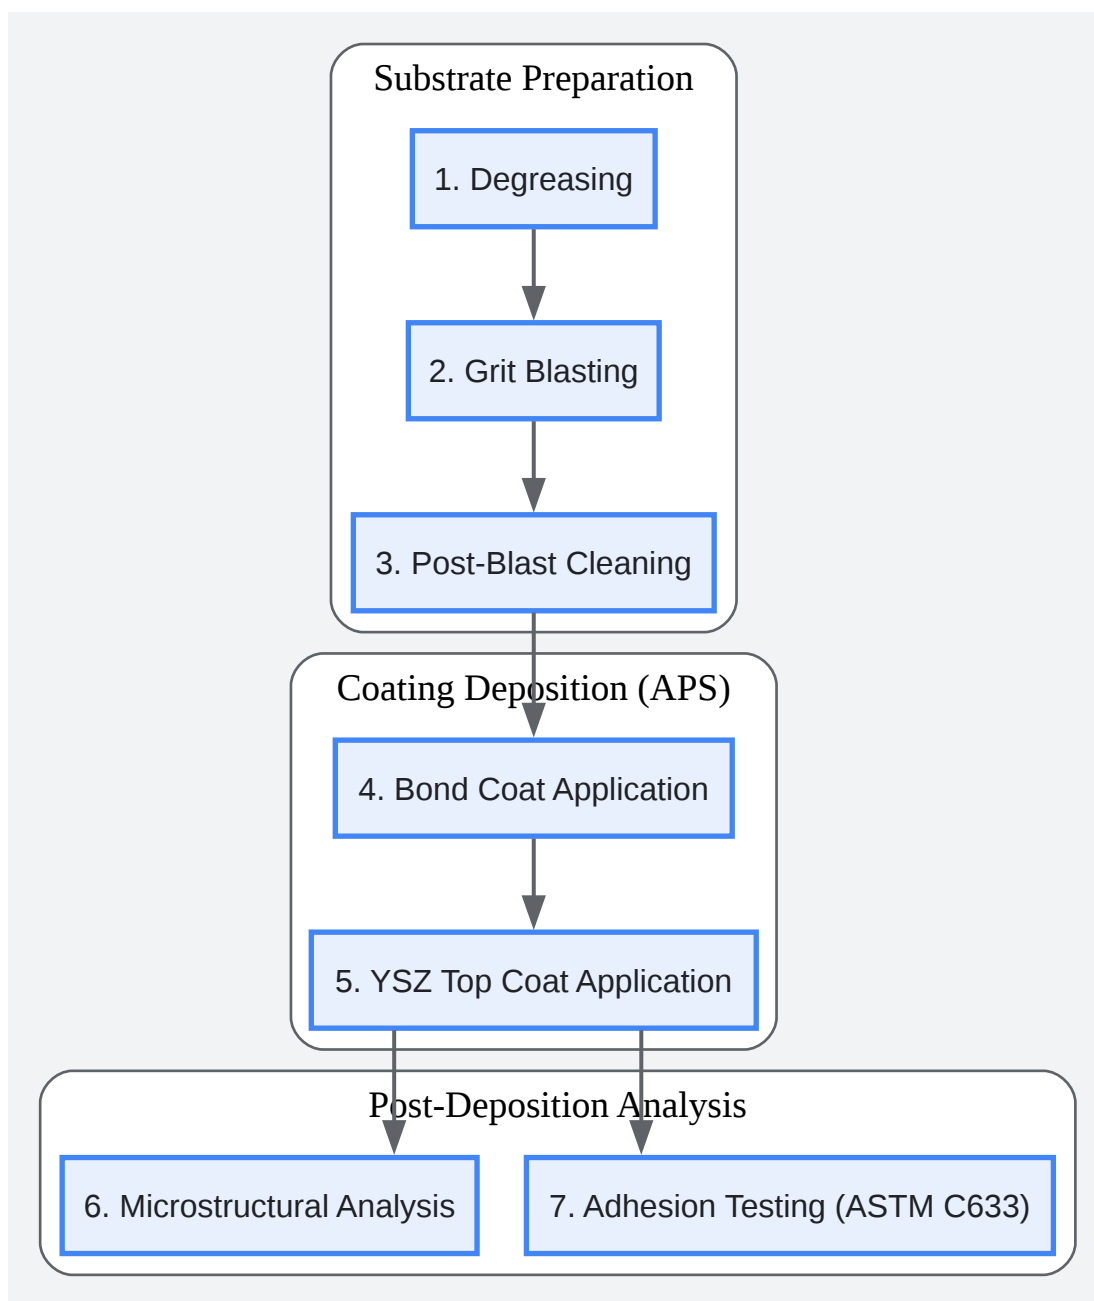 Substrate Preparation
1. Degreasing
2. Grit Blasting
3. Post-Blast Cleaning
Coating Deposition (APS)
4. Bond Coat Application
5. YSZ Top Coat Application
Post-Deposition Analysis
6. Microstructural Analysis
7. Adhesion Testing (ASTM C633)